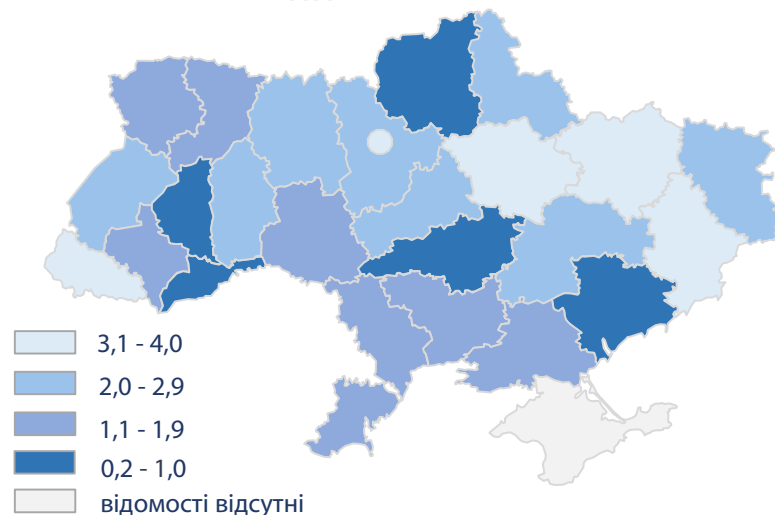 3,1 - 4,0
2,0 - 2,9
1,1 - 1,9
0,2 - 1,0
відомості відсутні